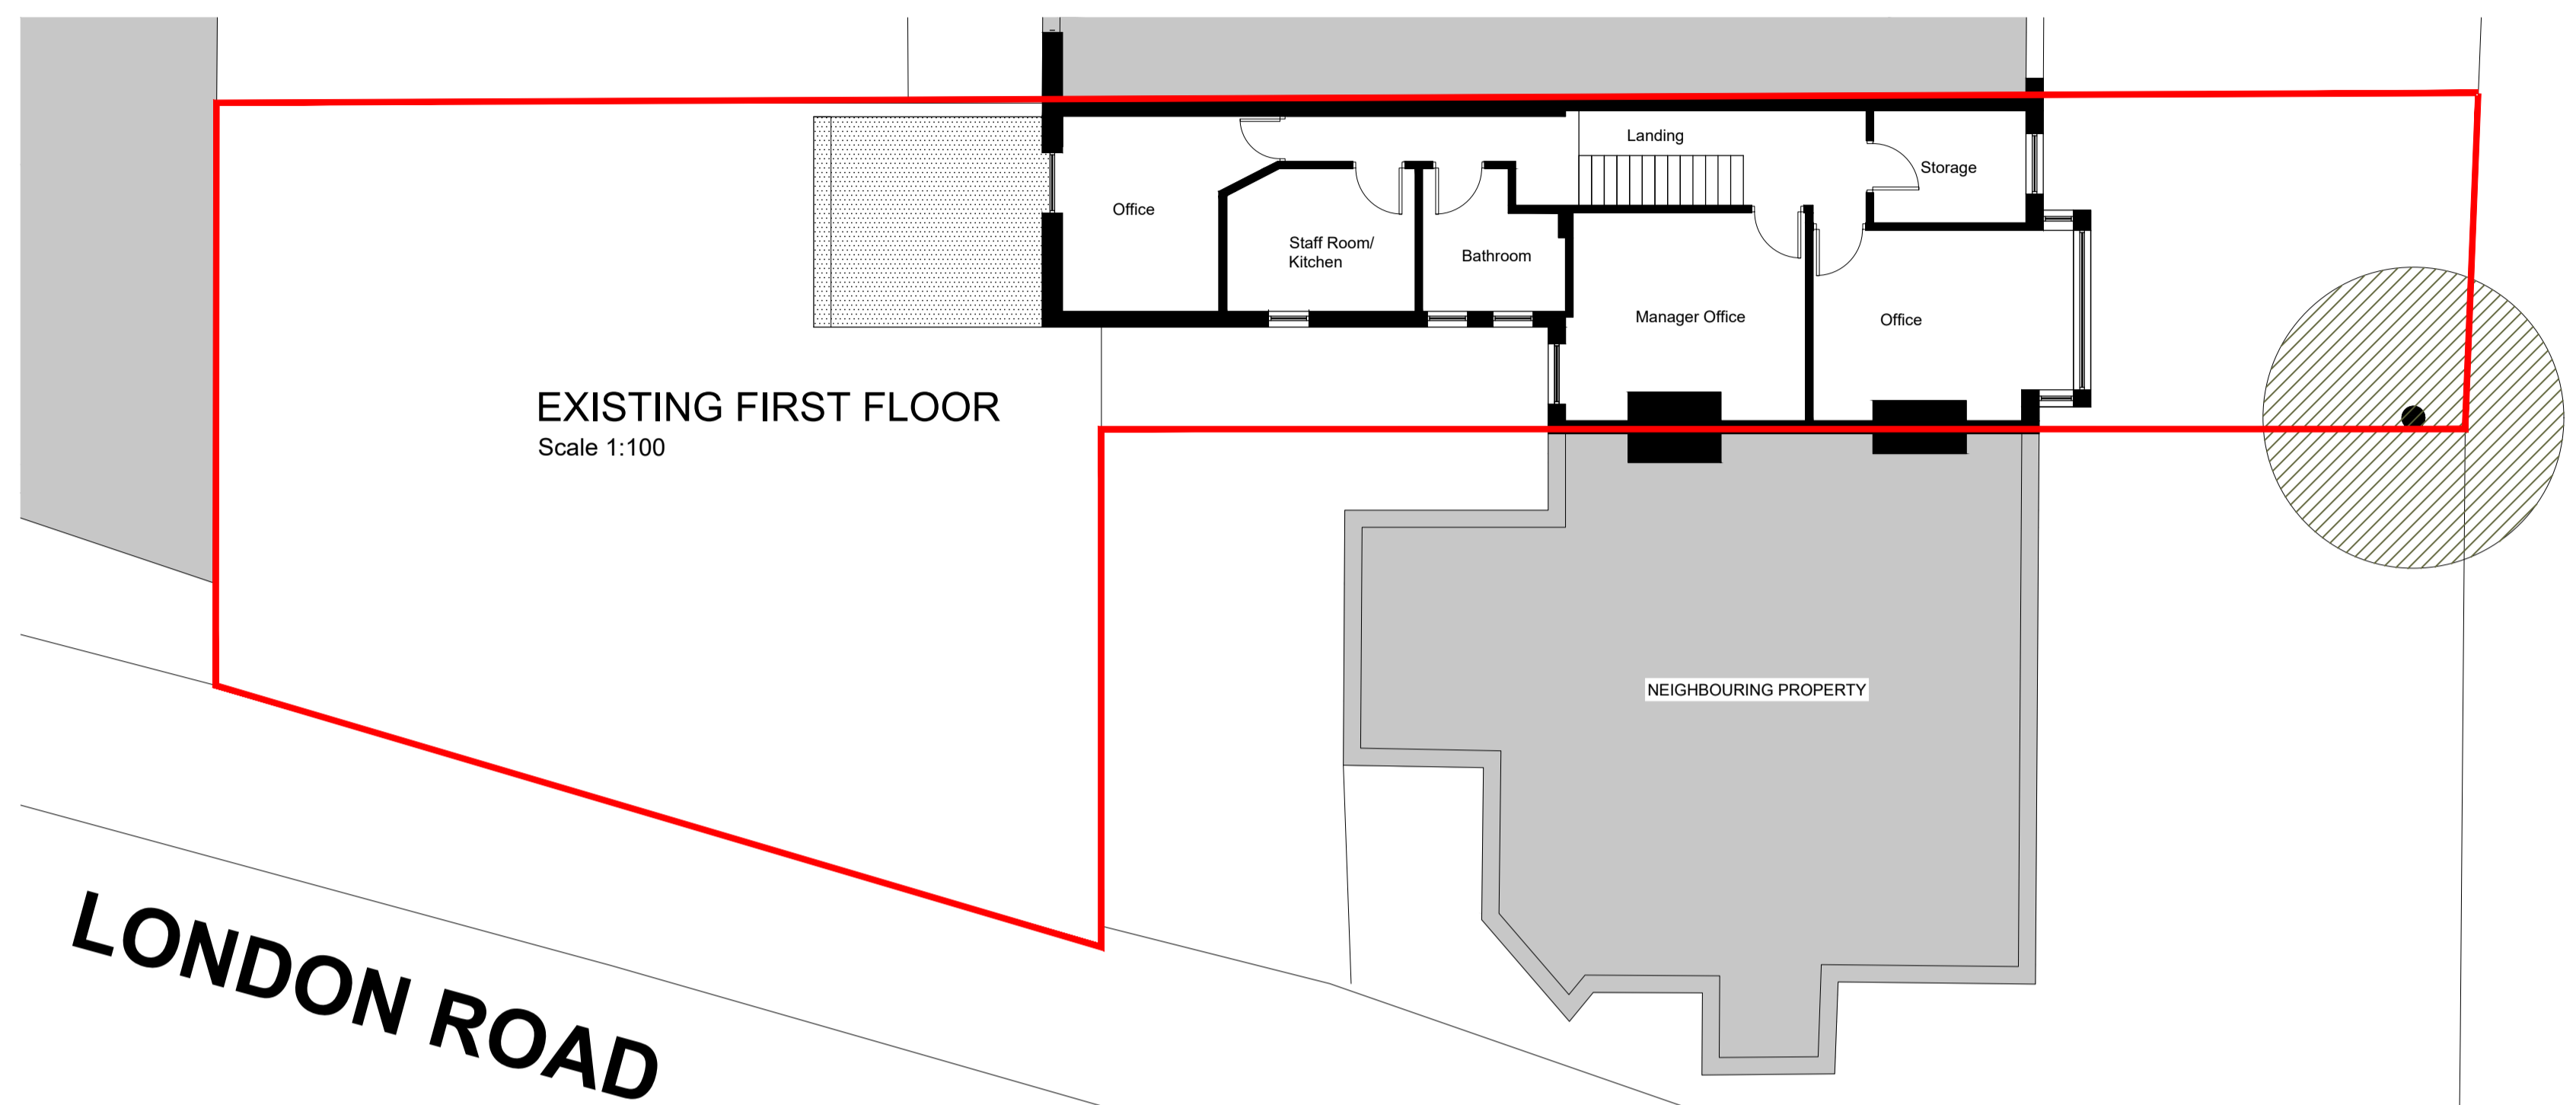 Landing
Storage
Office
Staff Room/
Kitchen
Bathroom
Manager Office
Office
EXISTING FIRST FLOOR
Scale 1:100
NEIGHBOURING PROPERTY
LONDON ROAD